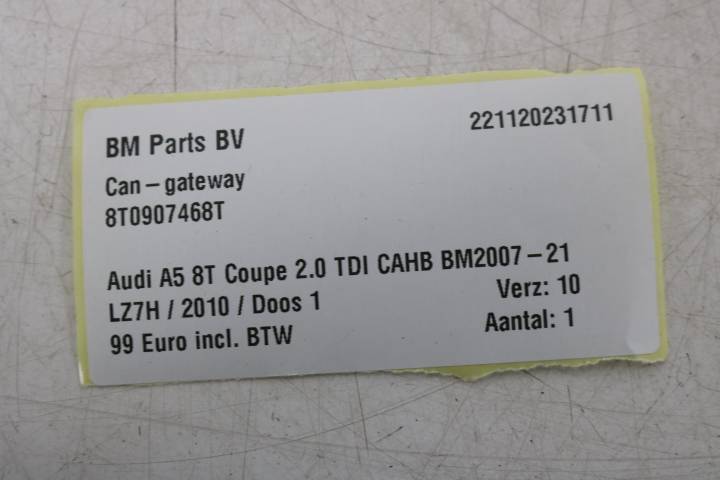 BM Parts BV
221120231711
Can – gateway
8T0907468T
Audi A5 8T Coupe 2.0 TDI CAHB BM2007 – 21
LZ7H / 2010 / Doos 1
Verz: 10
99 Euro incl. BTW
Aantal: 1